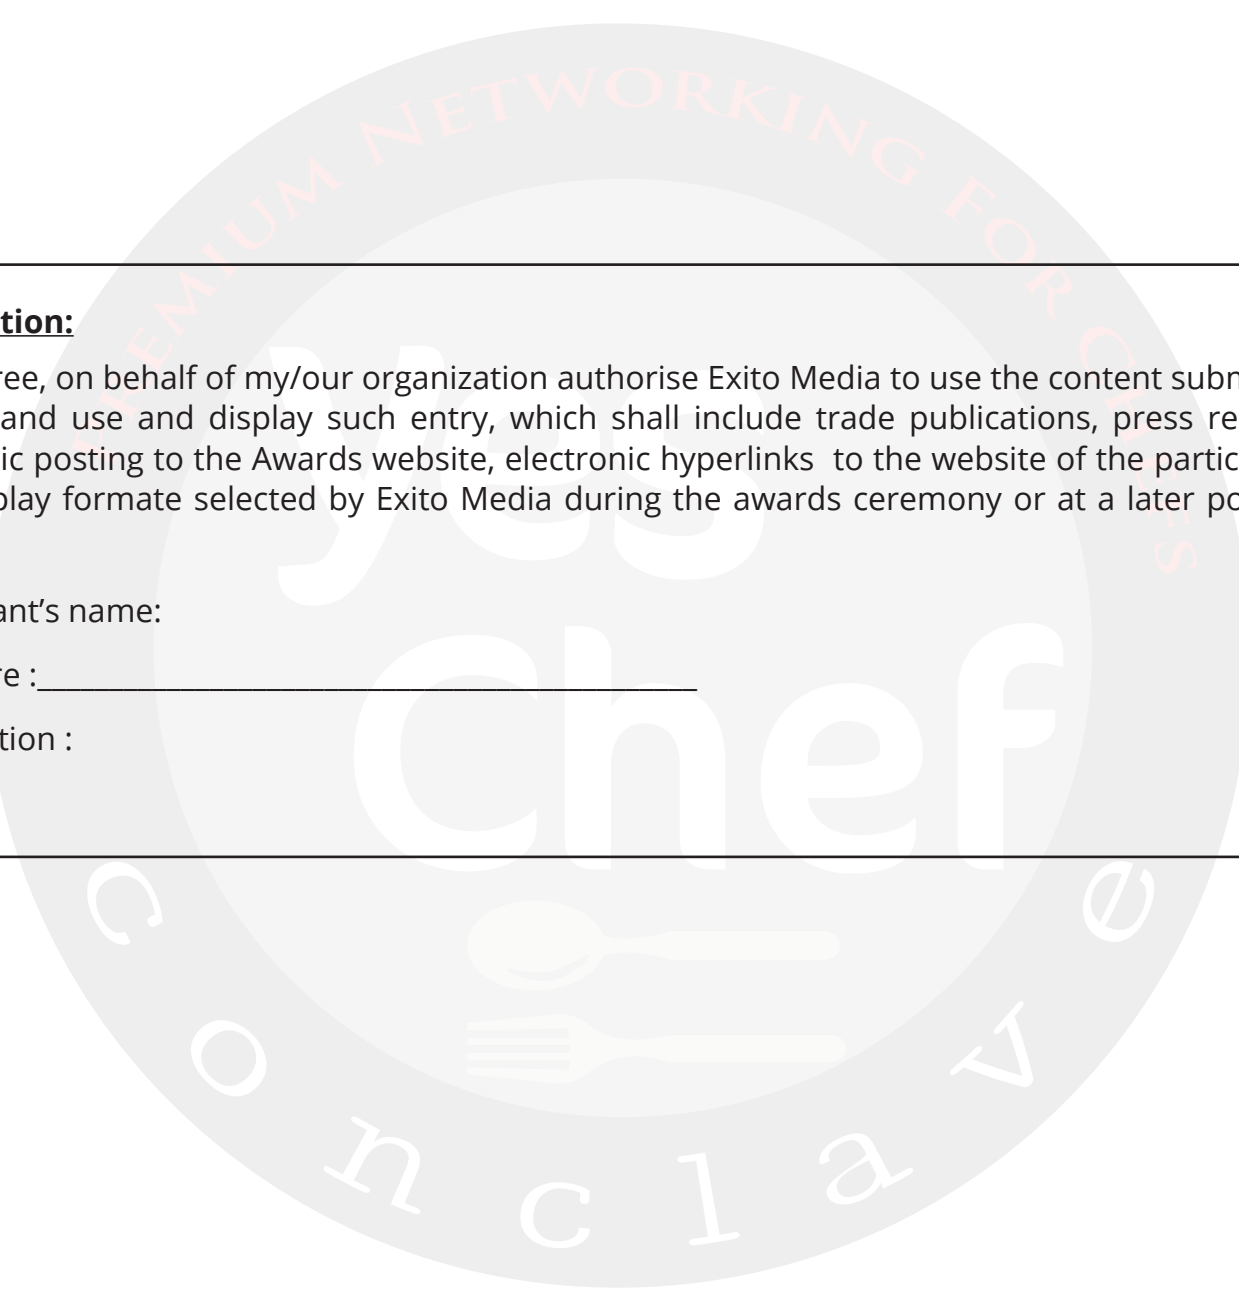 PREMIUM NETWORKING FOR CHEFS
tion:
ree, on behalf of my/our organization authorise Exito Media to use the content subm
and use and display such entry, which shall include trade publications, press re
ic posting to the Awards website, electronic hyperlinks to the website of the partic
play formate selected by Exito Media during the awards ceremony or at a later po
yes
ant’s name:
Chef
re :______________________________________________
tion :
conclave